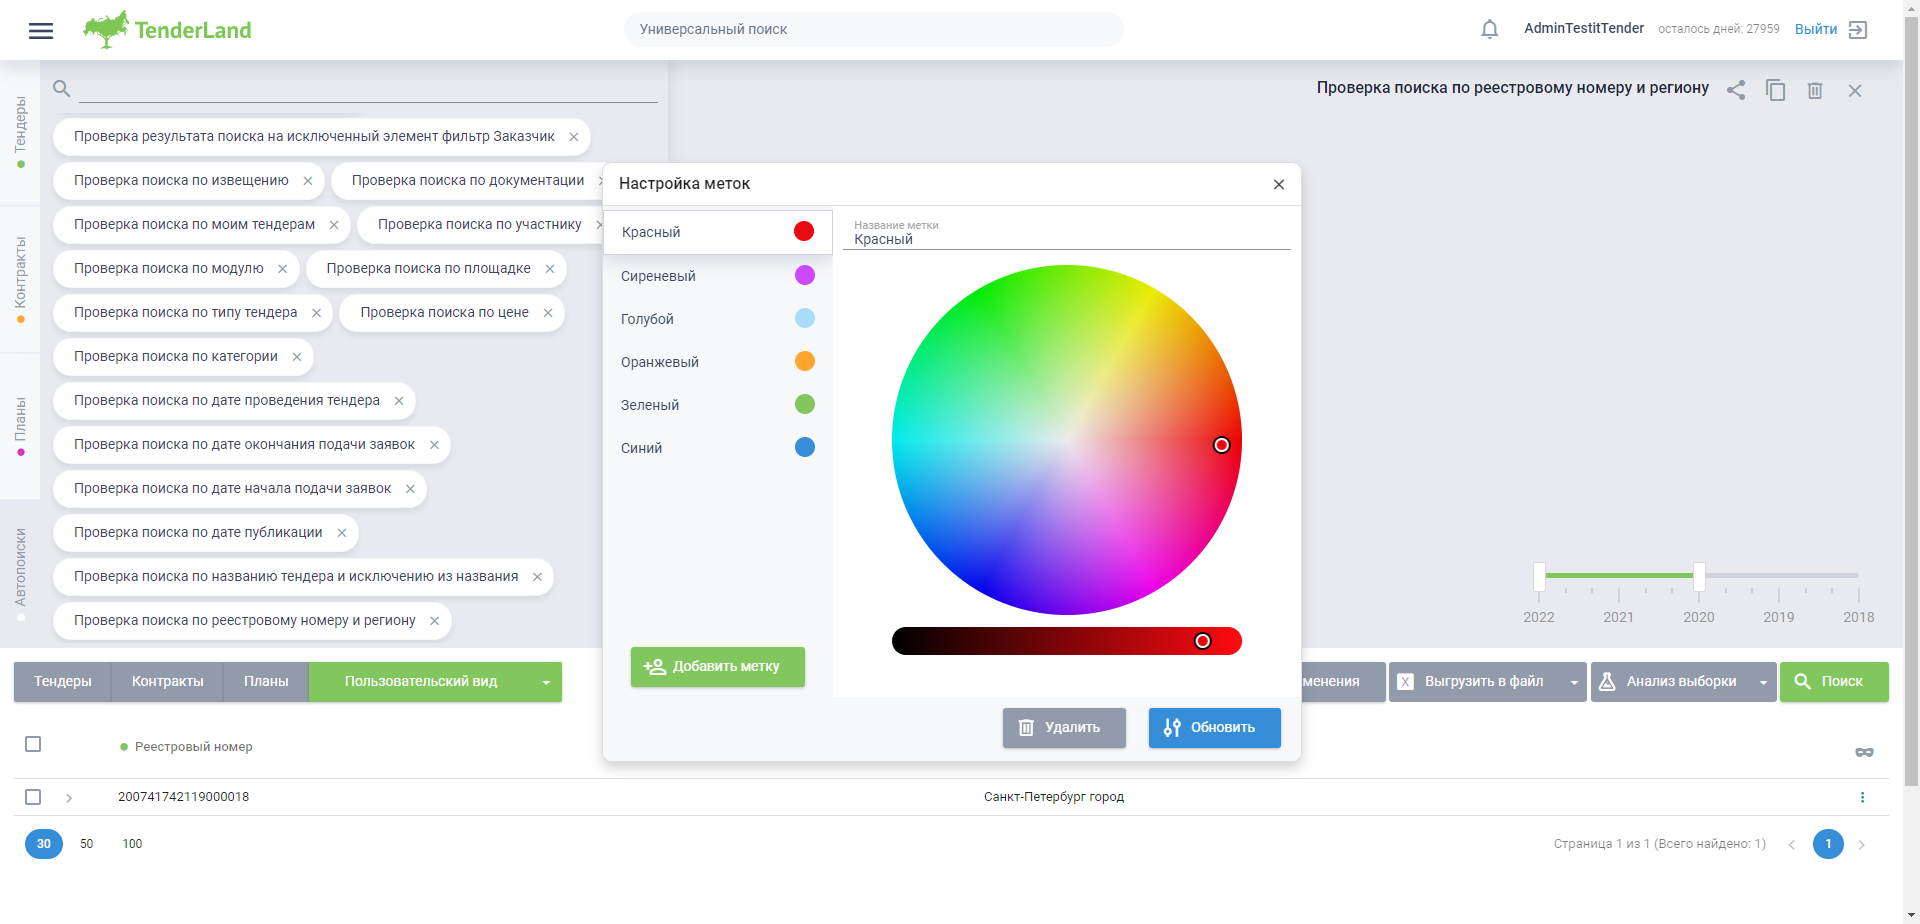 TenderLand
Универсальный поиск
AdminTestitTender
осталось дней: 27959
Выйти
Тендеры
Контракты
Планы
Автопоиски
Проверка поиска по реестровому номеру и региону
Проверка результата поиска на исключенный элемент фильтр Заказчик
Проверка поиска по извещению
Проверка поиска по документации
Проверка поиска по моим тендерам
Проверка поиска по участнику
Проверка поиска по модулю
Проверка поиска по площадке
Проверка поиска по типу тендера
Проверка поиска по цене
Проверка поиска по категории
Проверка поиска по дате проведения тендера
Проверка поиска по дате окончания подачи заявок
Проверка поиска по дате начала подачи заявок
Проверка поиска по дате публикации
Проверка поиска по названию тендера и исключению из названия
Проверка поиска по реестровому номеру и региону
Настройка меток
Красный
Сиреневый
Голубой
Оранжевый
Зеленый
Синий
Название метки
Красный
Добавить метку
Удалить
Обновить
2022 2021 2020 2019 2018
Тендеры
Контракты
Планы
Пользовательский вид
менения
X Выгрузить в файл
Анализ выборки
Поиск
Реестровый номер
200741742119000018
Санкт-Петербург город
30 50 100
Страница 1 из 1 (Всего найдено: 1)
1